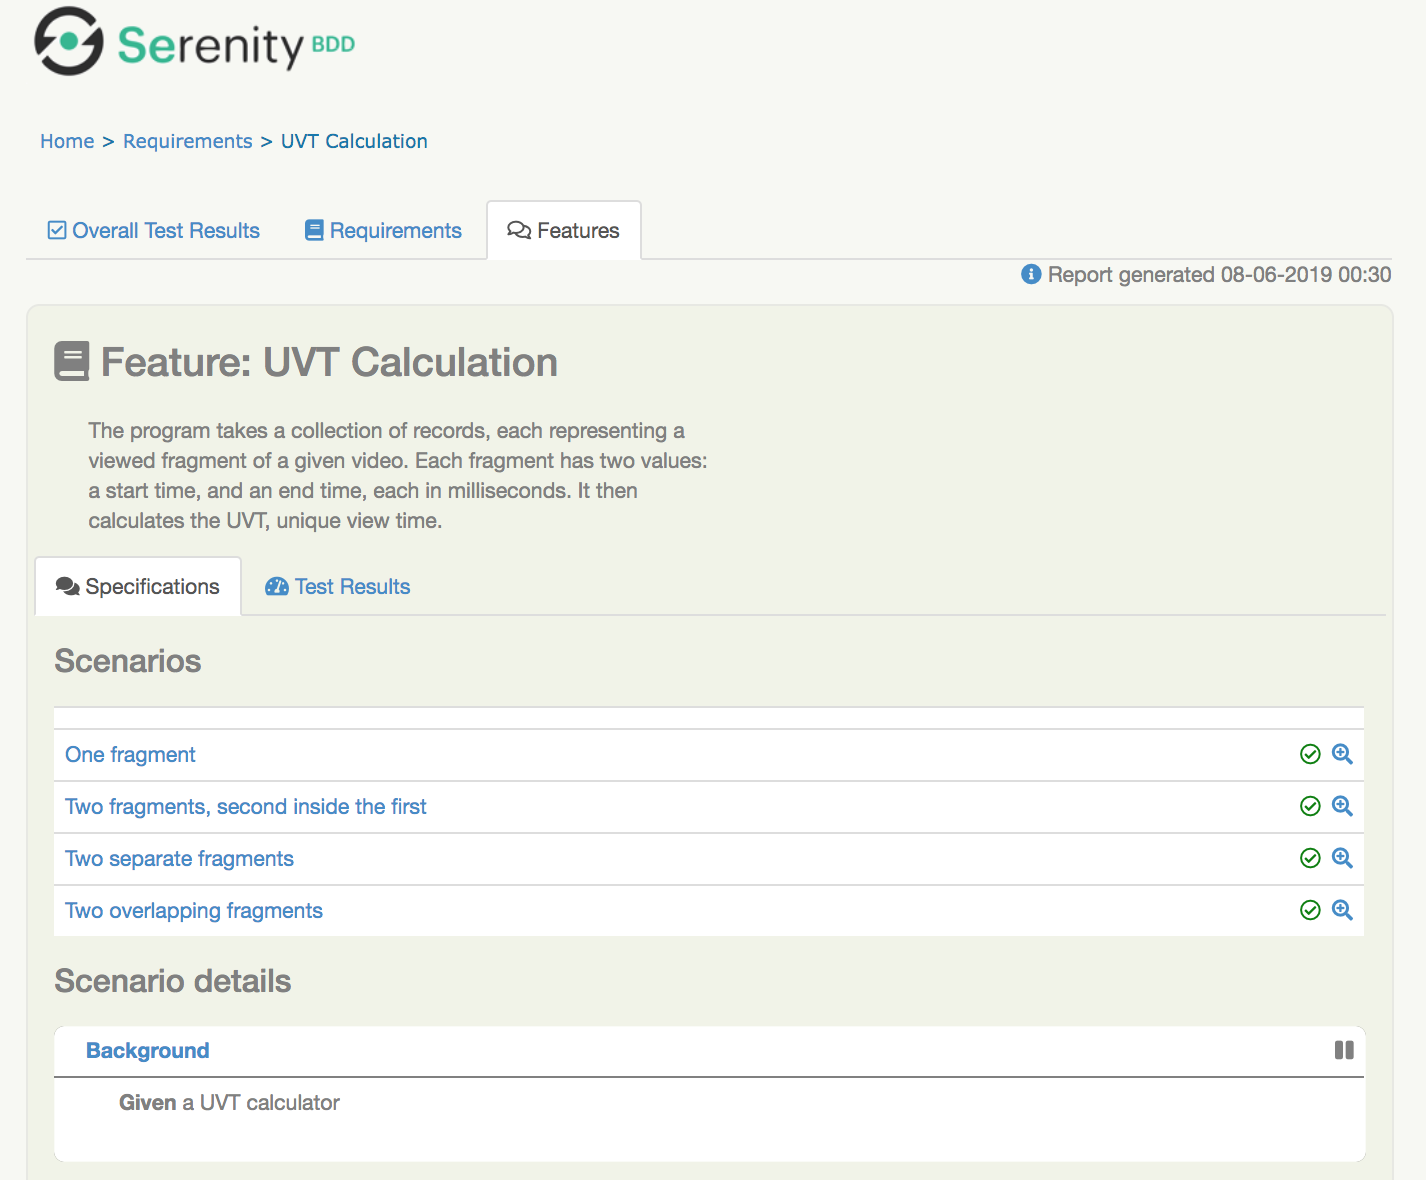 Serenity BDD
Home > Requirements > UVT Calculation
Overall Test Results Requirements Features
Report generated 08-06-2019 00:30
Feature: UVT Calculation
The program takes a collection of records, each representing a
viewed fragment of a given video. Each fragment has two values:
a start time, and an end time, each in milliseconds. It then
calculates the UVT, unique view time.
Specifications Test Results
Scenarios
One fragment
Two fragments, second inside the first
Two separate fragments
Two overlapping fragments
Scenario details
Background
Given a UVT calculator